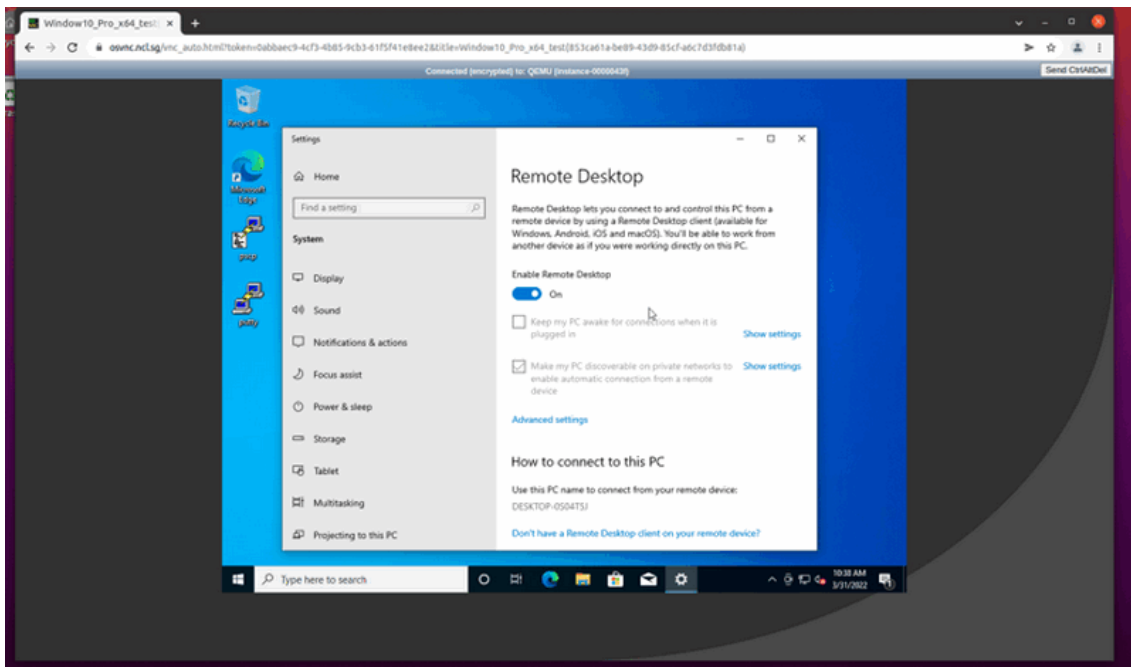 Window10_Pro_x64_test
osvnc.ncl.sg/vnc_auto.html?token=0abbaec9-4cf3-4b85-9cb3-61f5f41e8ee2&title=Window10_Pro_x64_test(853ca61a-be89-43d9-85cf-a6c7d3fdb81a)
Connected (encrypted) to: QEMU (instance-0000043f)
Send CtrlAltDel
Recycle Bin
Microsoft
Edge
pscp
putty
Settings
Home
Find a setting
System
Display
Sound
Notifications & actions
Focus assist
Power & sleep
Storage
Tablet
Multitasking
Projecting to this PC
Remote Desktop
Remote Desktop lets you connect to and control this PC from a
remote device by using a Remote Desktop client (available for
Windows, Android, iOS and macOS). You'll be able to work from
another device as if you were working directly on this PC.
Enable Remote Desktop
On
Keep my PC awake for connections when it is
plugged in
Show settings
Make my PC discoverable on private networks to
enable automatic connection from a remote
device
Show settings
Advanced settings
How to connect to this PC
Use this PC name to connect from your remote device:
DESKTOP-0S04TSJ
Don't have a Remote Desktop client on your remote device?
Type here to search
10:38 AM
3/31/2022